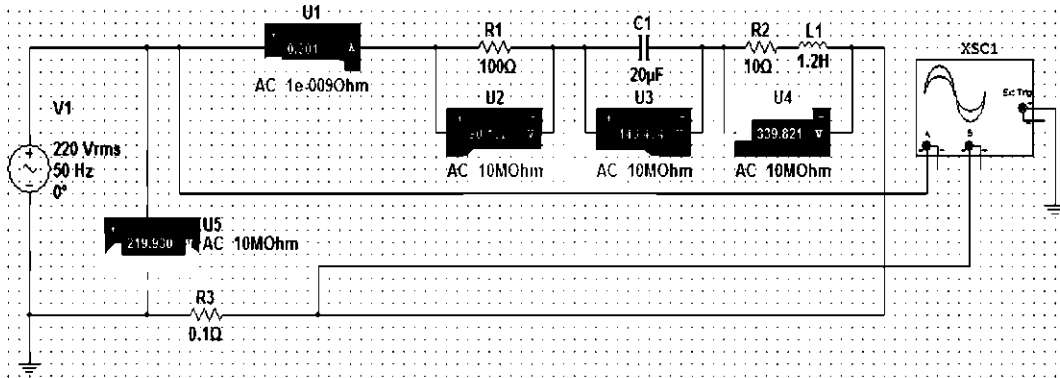 U1
0.301 A
AC 1e-009Ohm
R1
100Ω
U2
V
AC 10MOhm
C1
20µF
U3
V
AC 10MOhm
R2
10Ω
L1
1.2H
U4
339.821 V
AC 10MOhm
XSC1
Ext Trig
A
B
V1
220 Vrms
50 Hz
0°
U5
219.930
AC 10MOhm
R3
0.1Ω